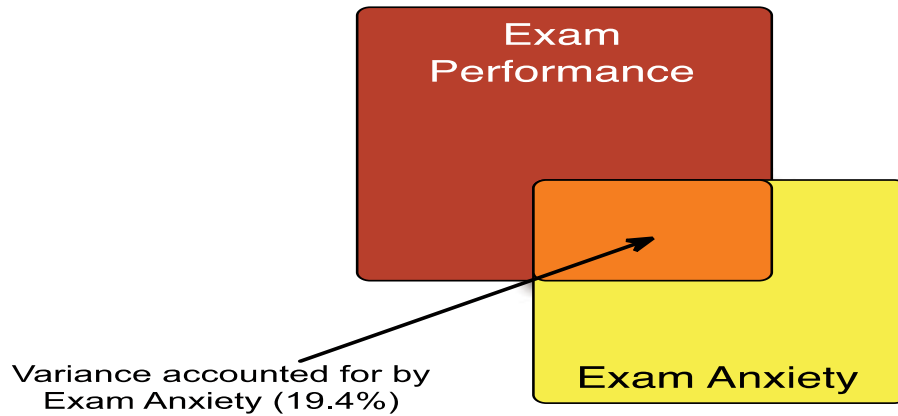 Exam
Performance
Exam Anxiety
Variance accounted for by
Exam Anxiety (19.4%)